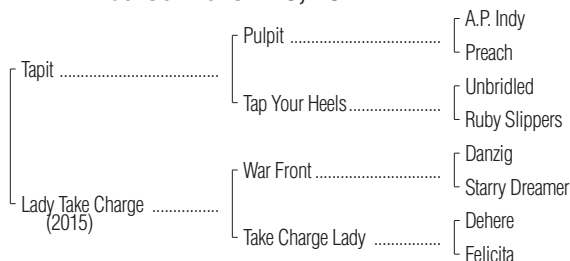 A.P. Indy
Pulpit ........................................
Preach
Tapit ..........................................
Unbridled
Tap Your Heels ........................
Ruby Slippers
Danzig
War Front .................................
Starry Dreamer
Lady Take Charge .................
(2015)
Dehere
Take Charge Lady .................
Felicita